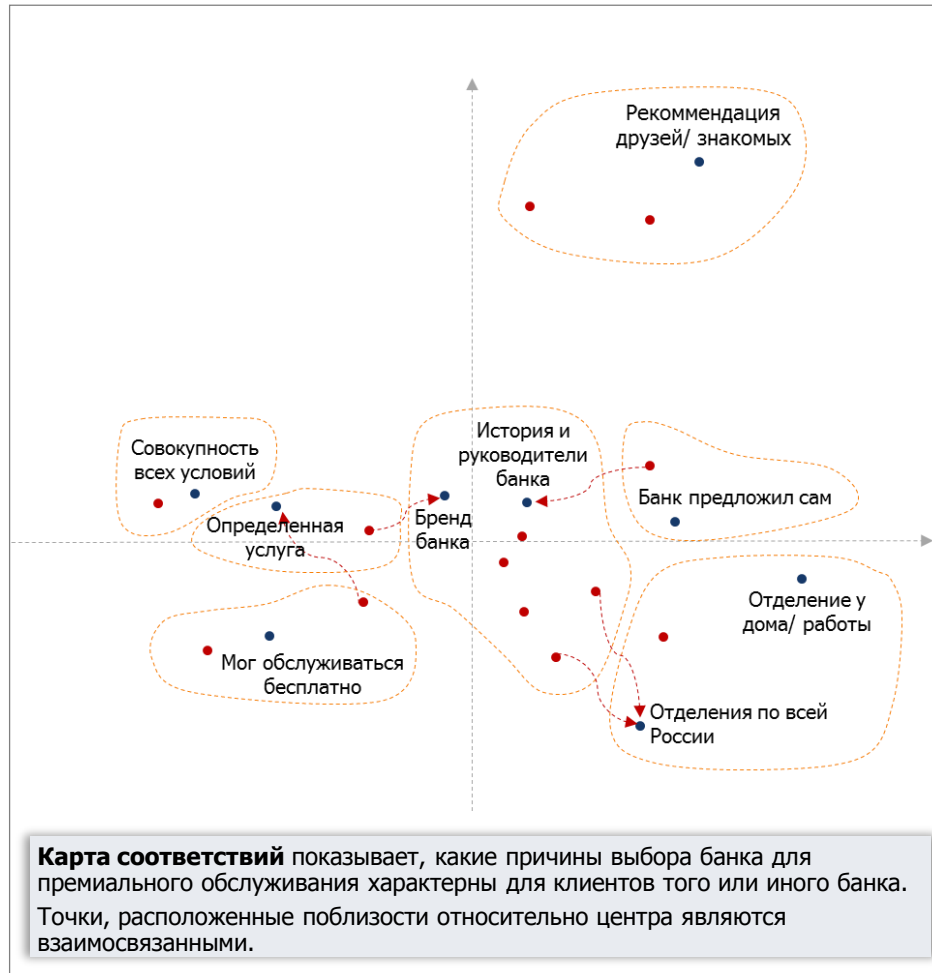 Рекоммендация
друзей/ знакомых
Совокупность
всех условий
История и
руководители
банка
Банк предложил сам
Бренд
банка
Определенная
услуга
Отделение у
дома/ работы
Мог обслуживаться
бесплатно
Отделения по всей
России
Карта соответствий показывает, какие причины выбора банка для
премиального обслуживания характерны для клиентов того или иного банка.
Точки, расположенные поблизости относительно центра являются
взаимосвязанными.